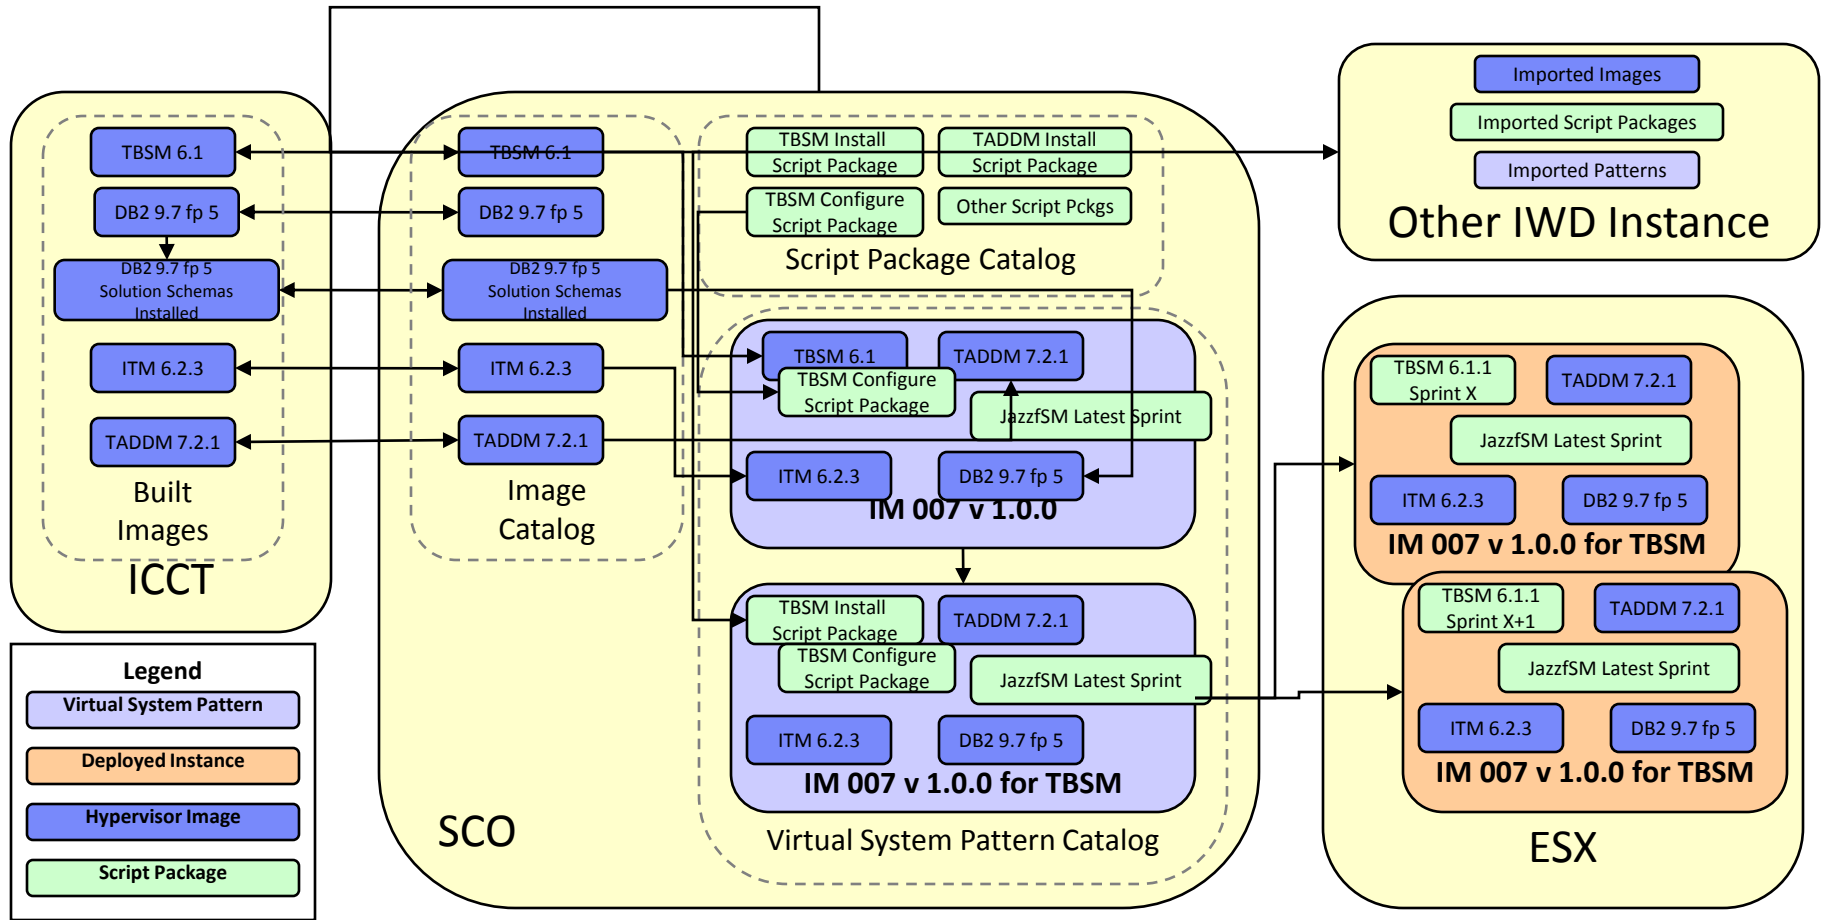 TBSM 6.1
DB2 9.7 fp 5
DB2 9.7 fp 5
Solution Schemas
Installed
ITM 6.2.3
TADDM 7.2.1
Built
Images
ICCT
Legend
Virtual System Pattern
Deployed Instance
Hypervisor Image
Script Package
TBSM 6.1
DB2 9.7 fp 5
DB2 9.7 fp 5
Solution Schemas
Installed
ITM 6.2.3
TADDM 7.2.1
Image
Catalog
SCO
TBSM Install
Script Package
TADDM Install
Script Package
TBSM Configure
Script Package
Other Script Pckgs
Script Package Catalog
TBSM 6.1
TADDM 7.2.1
TBSM Configure
Script Package
JazzfSM Latest Sprint
ITM 6.2.3
DB2 9.7 fp 5
IM 007 v 1.0.0
TBSM Install
Script Package
TADDM 7.2.1
TBSM Configure
Script Package
JazzfSM Latest Sprint
ITM 6.2.3
DB2 9.7 fp 5
IM 007 v 1.0.0 for TBSM
Virtual System Pattern Catalog
Imported Images
Imported Script Packages
Imported Patterns
Other IWD Instance
TBSM 6.1.1
Sprint X
TADDM 7.2.1
JazzfSM Latest Sprint
ITM 6.2.3
DB2 9.7 fp 5
IM 007 v 1.0.0 for TBSM
TBSM 6.1.1
Sprint X+1
TADDM 7.2.1
JazzfSM Latest Sprint
ITM 6.2.3
DB2 9.7 fp 5
IM 007 v 1.0.0 for TBSM
ESX